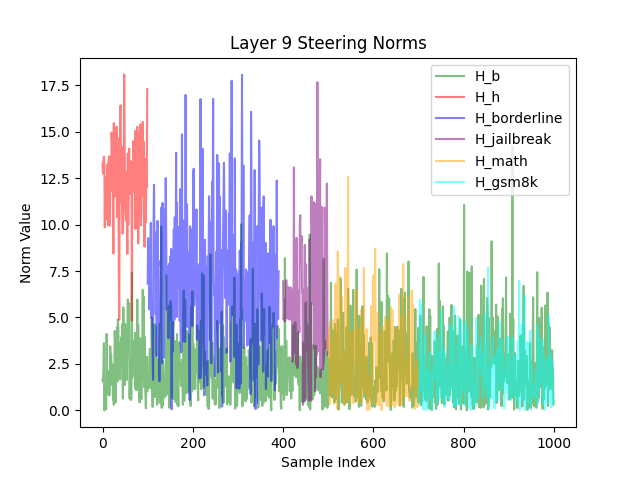 Layer 9 Steering Norms
Norm Value
17.5
15.0
12.5
10.0
7.5
5.0
2.5
0.0
H_b
H_h
H_borderline
H_jailbreak
H_math
H_gsm8k
0
200
400
600
800
1000
Sample Index